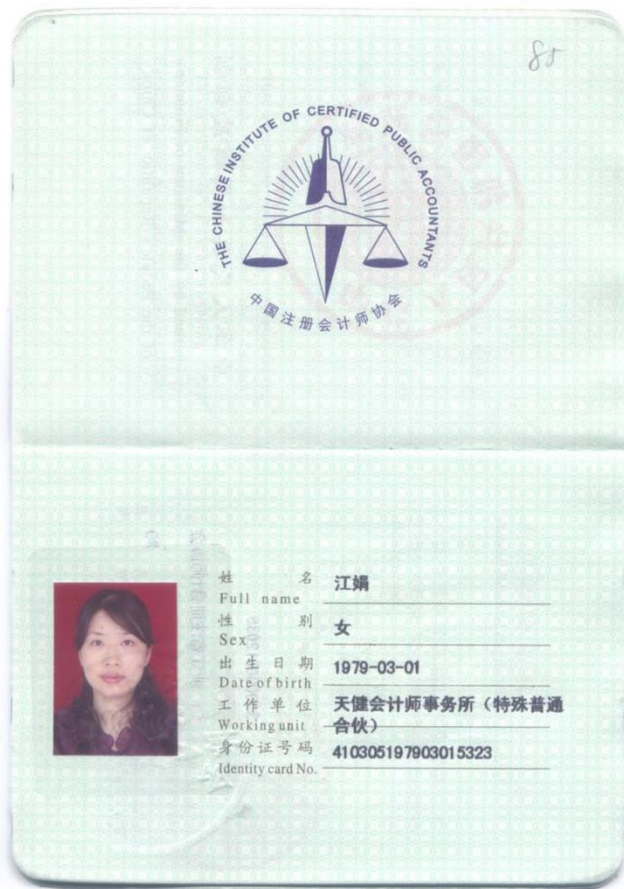 85
THE CHINESE INSTITUTE OF CERTIFIED PUBLIC ACCOUNTANTS
中国注册会计师协会
姓 名 江娟
Full name
性 别 女
Sex
出生日期 1979-03-01
Date of birth
工作单位 天健会计师事务所（特殊普通
Working unit 合伙）
身份证号码 410305197903015323
Identity card No.